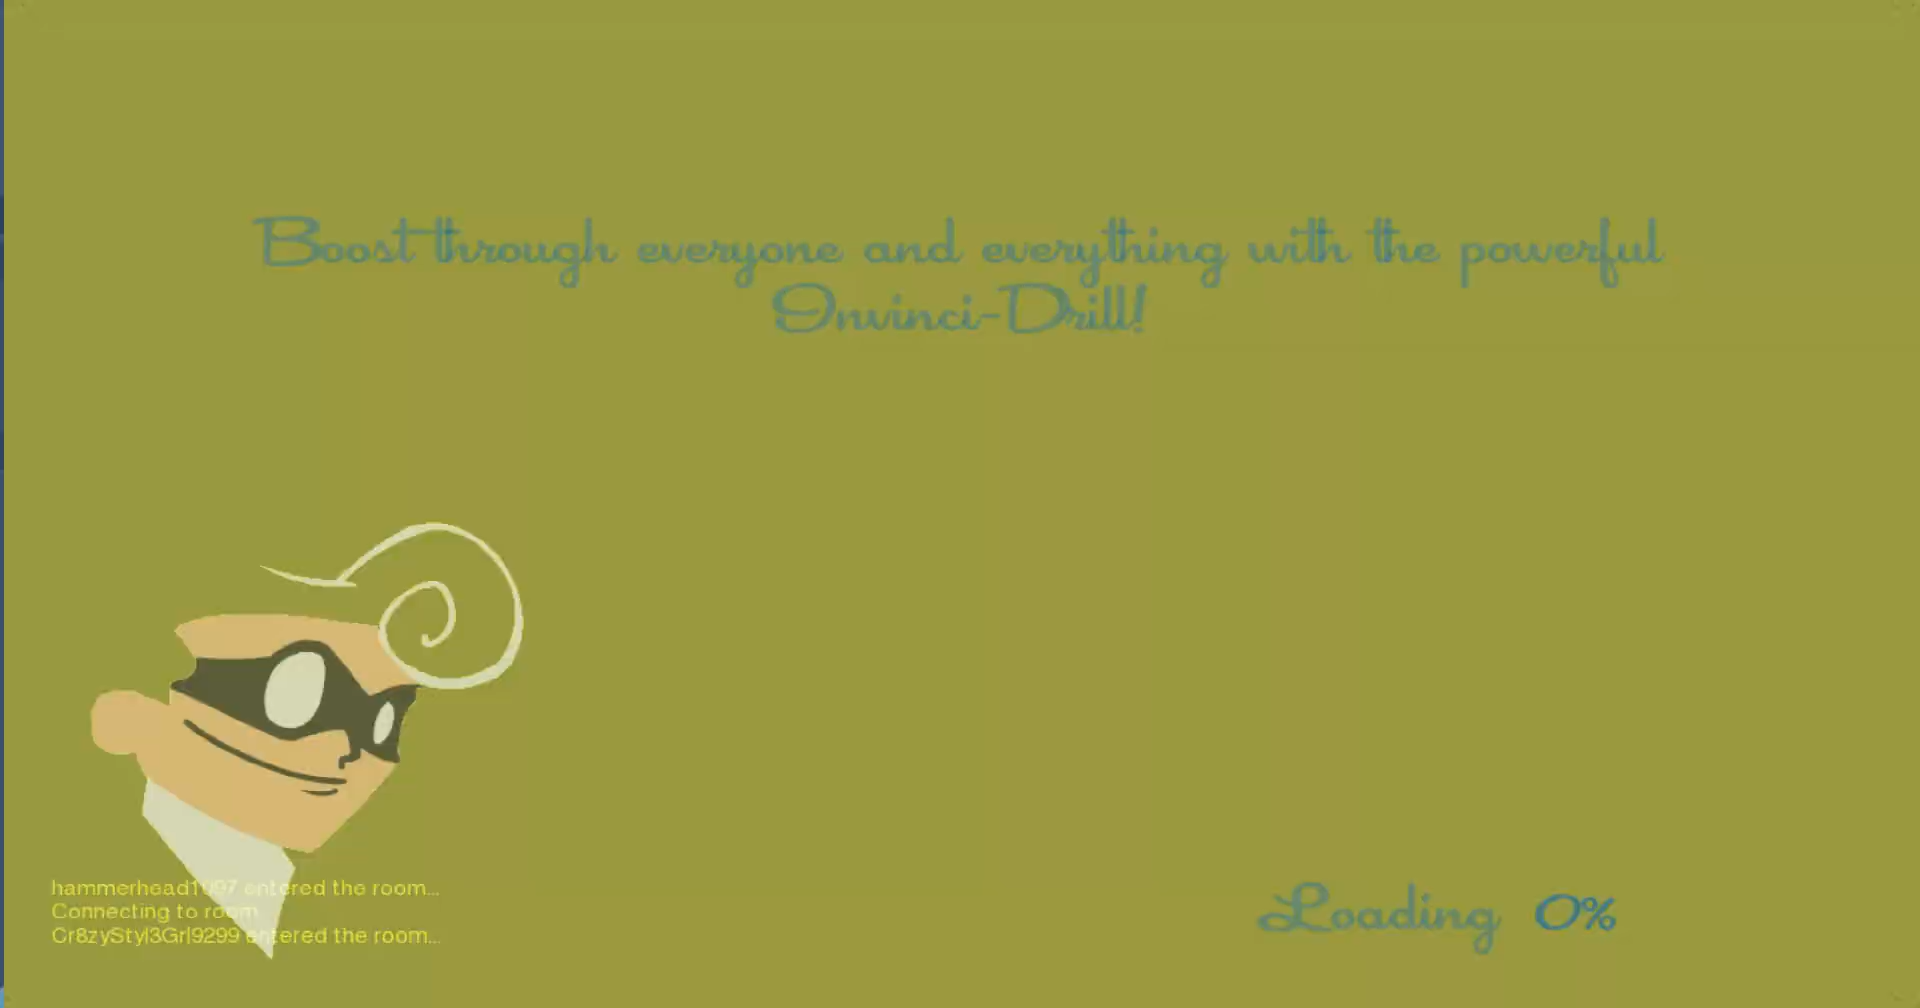 Boost through everyone and everything with the powerful
Invinci-Drill!
hammerhead1997 entered the room...
Connecting to room
Cr8zyStyl3Grl9299 entered the room...
Loading 0%